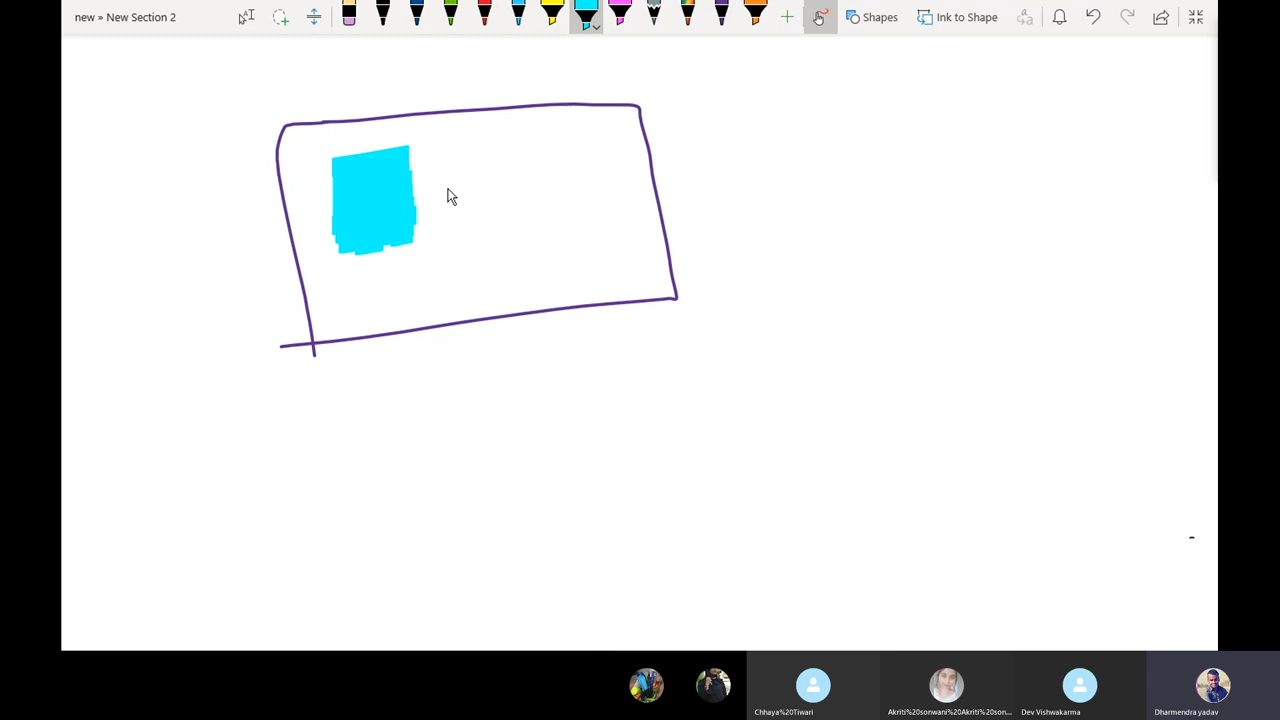 new » New Section 2
Shapes
Ink to Shape
Chhaya%20Tiwari
Akriti%20sonwani%20Akriti%20son...
Dev Vishwakarma
Dharmendra yadav